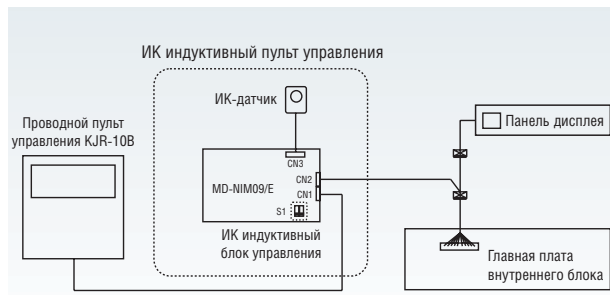 ИК индуктивный пульт управления
ИК-датчик
Проводной пульт
управления KJR-10B
Панель дисплея
CN3
MD-NIM09/E
CN2
CN1
S1
ИК индуктивный
блок управления
Главная плата
внутреннего блока